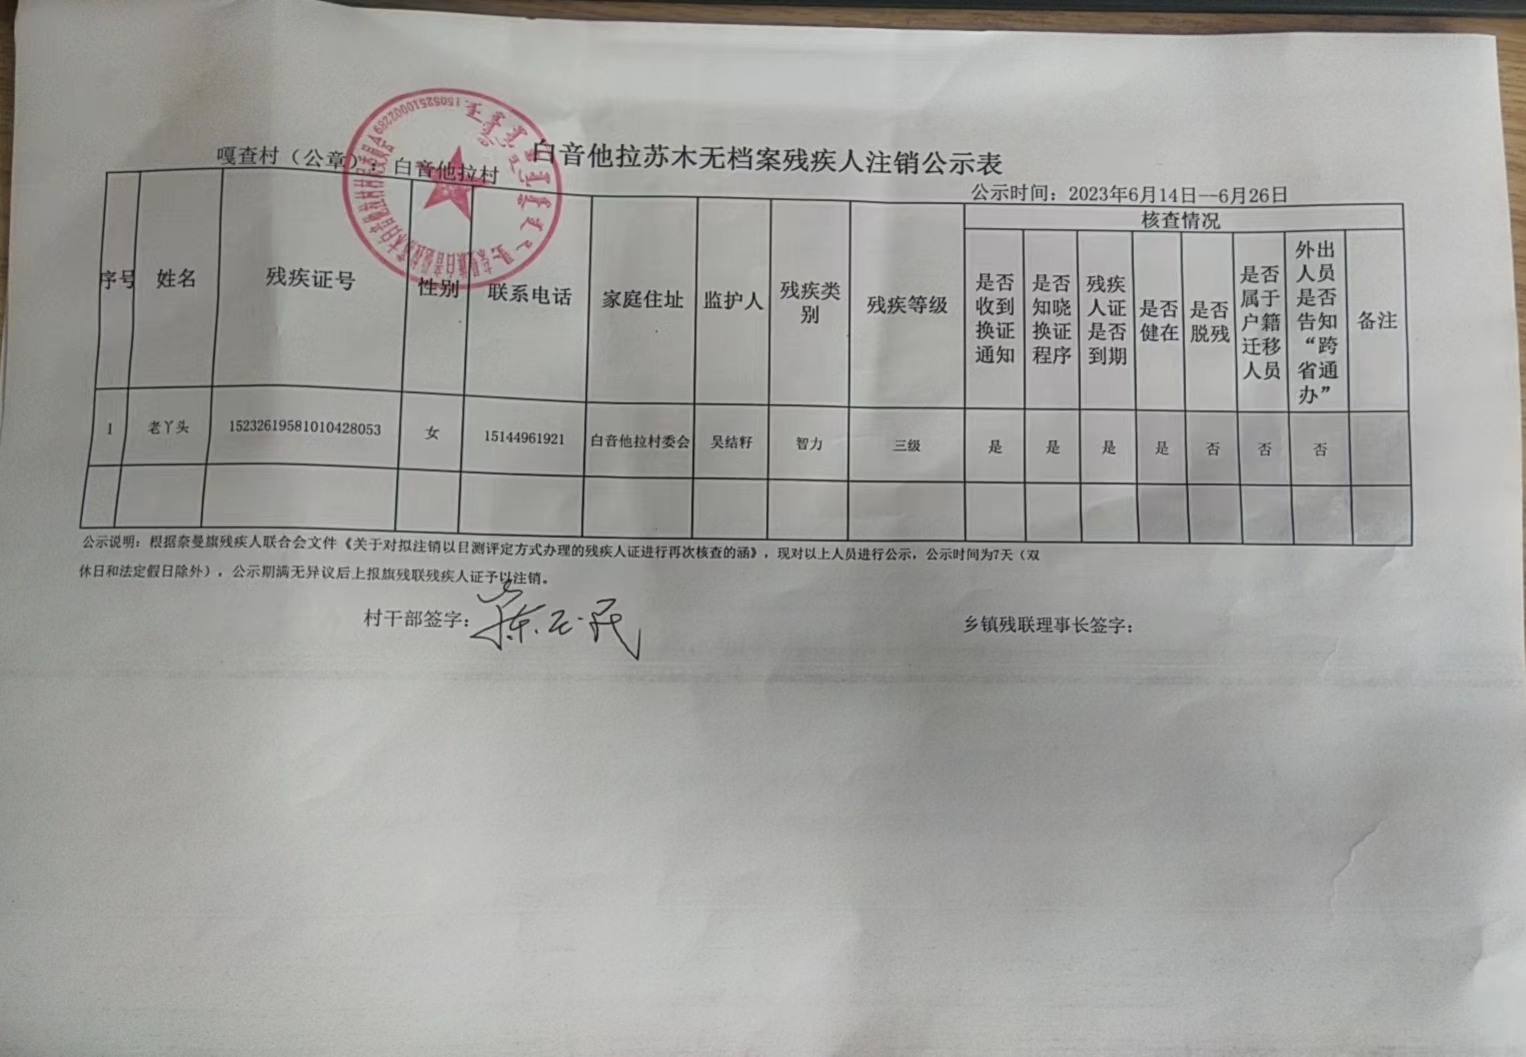 白音他拉苏木无档案残疾人注销公示表
嘎查村（公章）：白音他拉村
公示时间：2023年6月14日--6月26日
序号 姓名 残疾证号 性别 联系电话 家庭住址 监护人 残疾类别 残疾等级 核查情况
是否收到换证通知 是否知晓换证程序 残疾人证是否到期 是否健在 是否脱残 是否属于户籍迁移人员 外出人员是否告知“跨省通办” 备注
1 老丫头 15232619581010428053 女 15144961921 白音他拉村委会 吴结籽 智力 三级 是 是 是 是 否 否 否
公示说明：根据奈曼旗残疾人联合会文件《关于对拟注销以目测评定方式办理的残疾人证进行再次核查的涵》，现对以上人员进行公示，公示时间为7天（双
休日和法定假日除外），公示期满无异议后上报旗残联残疾人证予以注销。
村干部签字：
乡镇残联理事长签字：
15052510002289